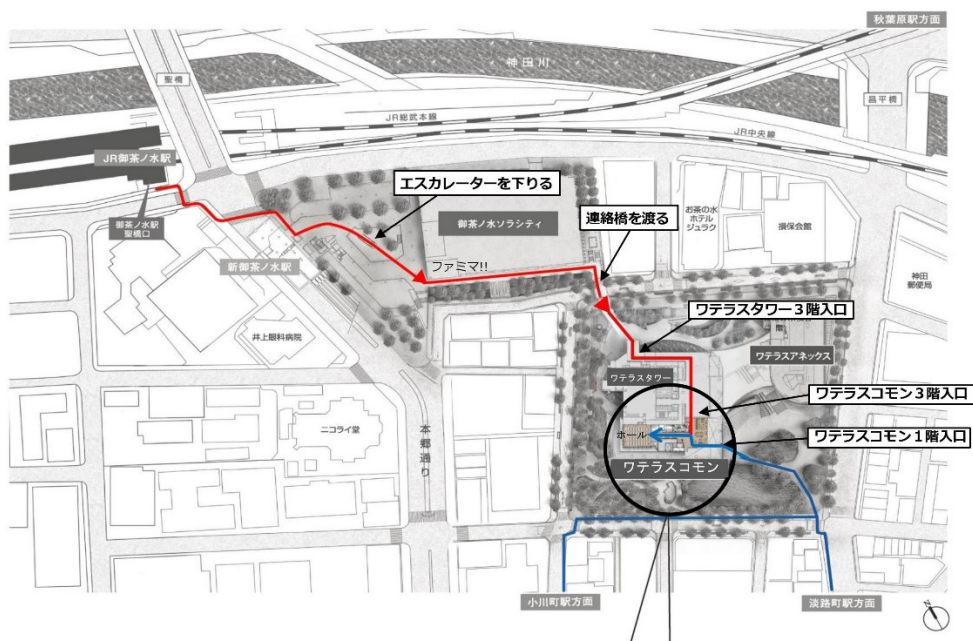 秋葉原駅方面
神田川
聖橋
昌平橋
JR総武本線
JR中央線
JR御茶ノ水駅
エスカレーターを下りる
御茶ノ水駅
聖橋口
御茶ノ水ソラシティ
連絡橋を渡る
お茶の水
ホテル
ジュラク
損保会館
新御茶ノ水駅
ファミマ!!
神田
郵便局
ワテラスタワー3階入口
井上眼科病院
階
ワテラスアネックス
ワテラスタワー
ワテラスコモン3階入口
ニコライ堂
本郷通り
ホール
ワテラスコモン1階入口
ワテラスコモン
小川町駅方面
淡路町駅方面
N